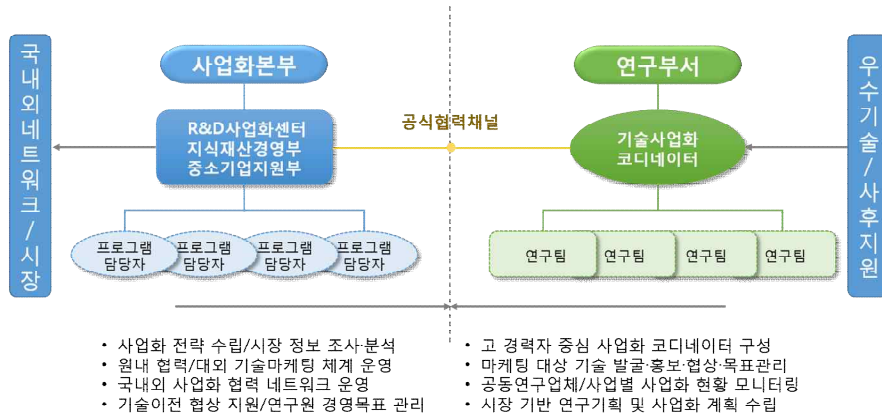 국내외네트워크/시장
사업화본부
R&D사업화센터
지식재산경영부
중소기업지원부
프로그램
담당자
프로그램
담당자
프로그램
담당자
프로그램
담당자
공식협력채널
연구부서
기술사업화
코디네이터
연구팀
연구팀
연구팀
연구팀
우수기술/사후지원
• 사업화 전략 수립/시장 정보 조사·분석
• 원내 협력/대외 기술마케팅 체계 운영
• 국내외 사업화 협력 네트워크 운영
• 기술이전 협상 지원/연구원 경영목표 관리
• 고 경력자 중심 사업화 코디네이터 구성
• 마케팅 대상 기술 발굴·홍보·협상·목표관리
• 공동연구업체/사업별 사업화 현황 모니터링
• 시장 기반 연구기획 및 사업화 계획 수립